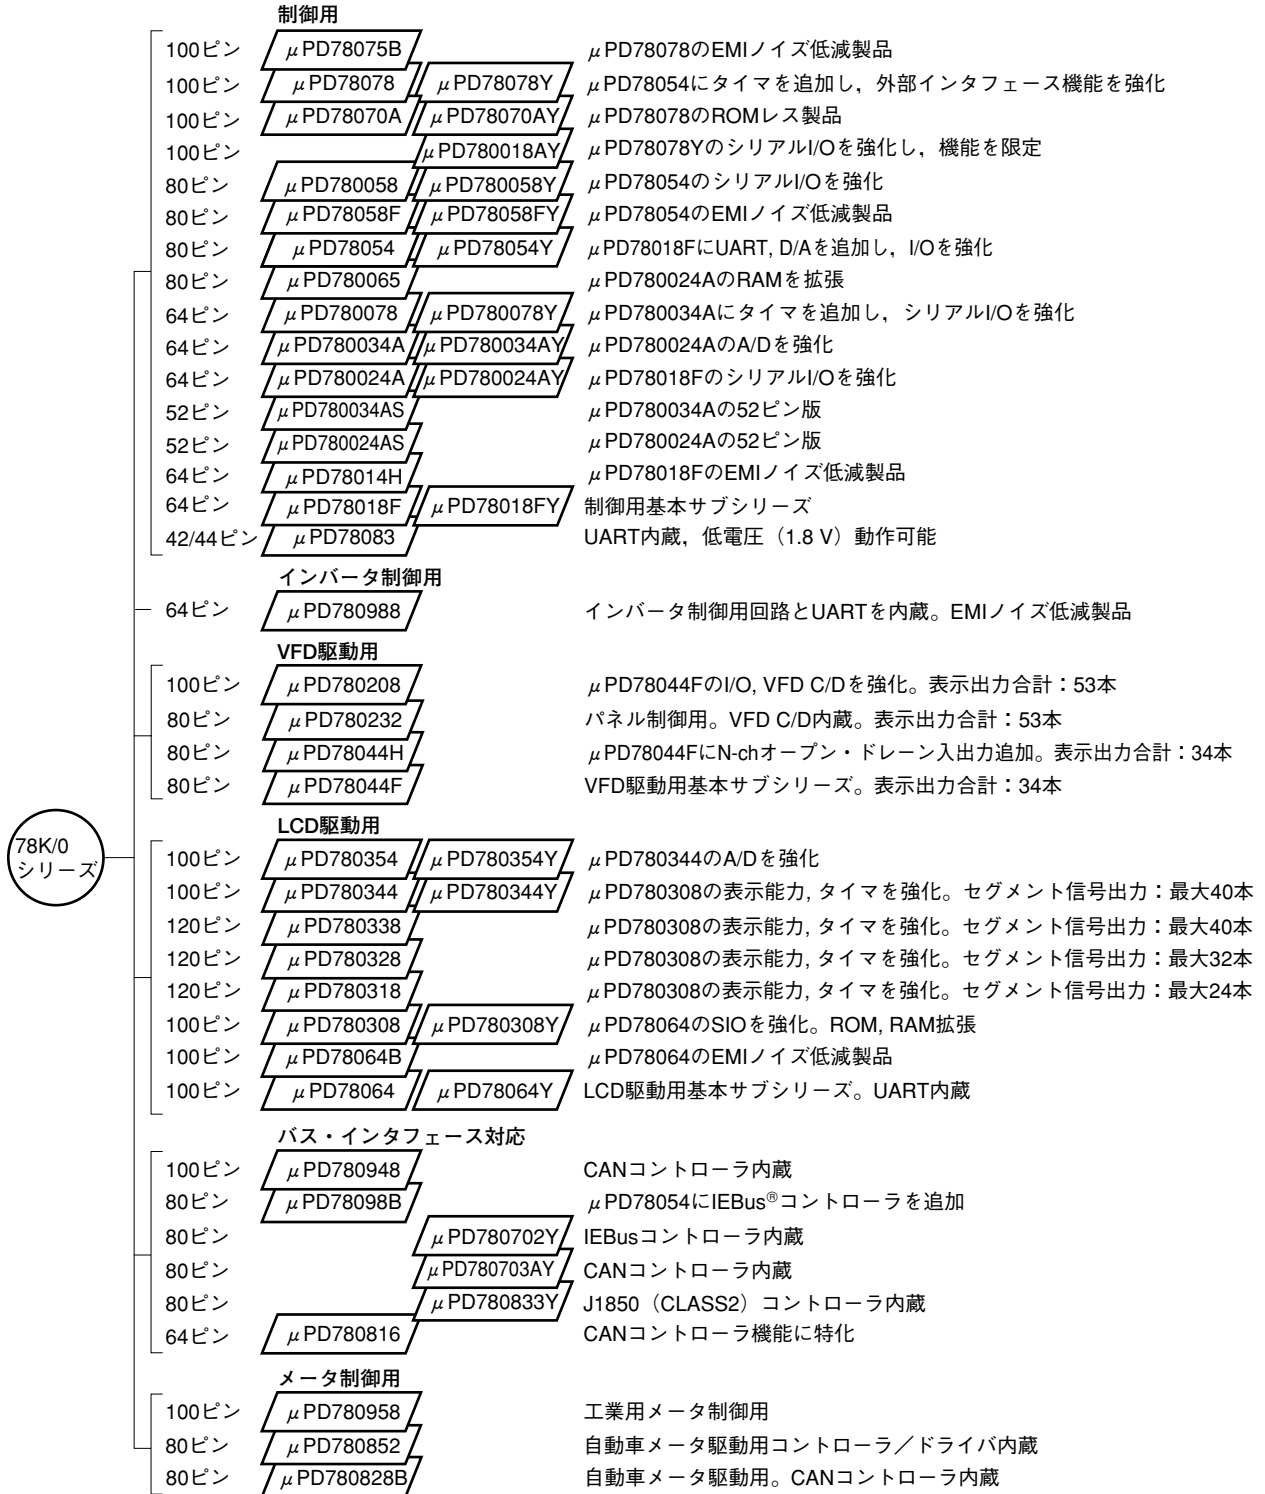 制御用
100ピン μPD78075B μPD78078のEMIノイズ低減製品
100ピン μPD78078 μPD78078Y μPD78054にタイマを追加し，外部インタフェース機能を強化
100ピン μPD78070A μPD78070AY μPD78078のROMレス製品
100ピン μPD780018AY μPD78078YのシリアルI/Oを強化し，機能を限定
80ピン μPD780058 μPD780058Y μPD78054のシリアルI/Oを強化
80ピン μPD78058F μPD78058FY μPD78054のEMIノイズ低減製品
80ピン μPD78054 μPD78054Y μPD78018FにUART, D/Aを追加し，I/Oを強化
80ピン μPD780065 μPD780024AのRAMを拡張
64ピン μPD780078 μPD780078Y μPD780034Aにタイマを追加し，シリアルI/Oを強化
64ピン μPD780034A μPD780034AY μPD780024AのA/Dを強化
64ピン μPD780024A μPD780024AY μPD78018FのシリアルI/Oを強化
52ピン μPD780034AS μPD780034Aの52ピン版
52ピン μPD780024AS μPD780024Aの52ピン版
64ピン μPD78014H μPD78018FのEMIノイズ低減製品
64ピン μPD78018F μPD78018FY 制御用基本サブシリーズ
42/44ピン μPD78083 UART内蔵，低電圧（1.8 V）動作可能
インバータ制御用
64ピン μPD780988 インバータ制御用回路とUARTを内蔵。EMIノイズ低減製品
VFD駆動用
100ピン μPD780208 μPD78044FのI/O, VFD C/Dを強化。表示出力合計：53本
80ピン μPD780232 パネル制御用。VFD C/D内蔵。表示出力合計：53本
80ピン μPD78044H μPD78044FにN-chオープン・ドレーン入出力追加。表示出力合計：34本
80ピン μPD78044F VFD駆動用基本サブシリーズ。表示出力合計：34本
78K/0
シリーズ
LCD駆動用
100ピン μPD780354 μPD780354Y μPD780344のA/Dを強化
100ピン μPD780344 μPD780344Y μPD780308の表示能力, タイマを強化。セグメント信号出力：最大40本
120ピン μPD780338 μPD780308の表示能力, タイマを強化。セグメント信号出力：最大40本
120ピン μPD780328 μPD780308の表示能力, タイマを強化。セグメント信号出力：最大32本
120ピン μPD780318 μPD780308の表示能力, タイマを強化。セグメント信号出力：最大24本
100ピン μPD780308 μPD780308Y μPD78064のSIOを強化。ROM, RAM拡張
100ピン μPD78064B μPD78064のEMIノイズ低減製品
100ピン μPD78064 μPD78064Y LCD駆動用基本サブシリーズ。UART内蔵
バス・インタフェース対応
100ピン μPD780948 CANコントローラ内蔵
80ピン μPD78098B μPD78054にIEBus®コントローラを追加
80ピン μPD780702Y IEBusコントローラ内蔵
80ピン μPD780703AY CANコントローラ内蔵
80ピン μPD780833Y J1850（CLASS2）コントローラ内蔵
64ピン μPD780816 CANコントローラ機能に特化
メータ制御用
100ピン μPD780958 工業用メータ制御用
80ピン μPD780852 自動車メータ駆動用コントローラ／ドライバ内蔵
80ピン μPD780828B 自動車メータ駆動用。CANコントローラ内蔵